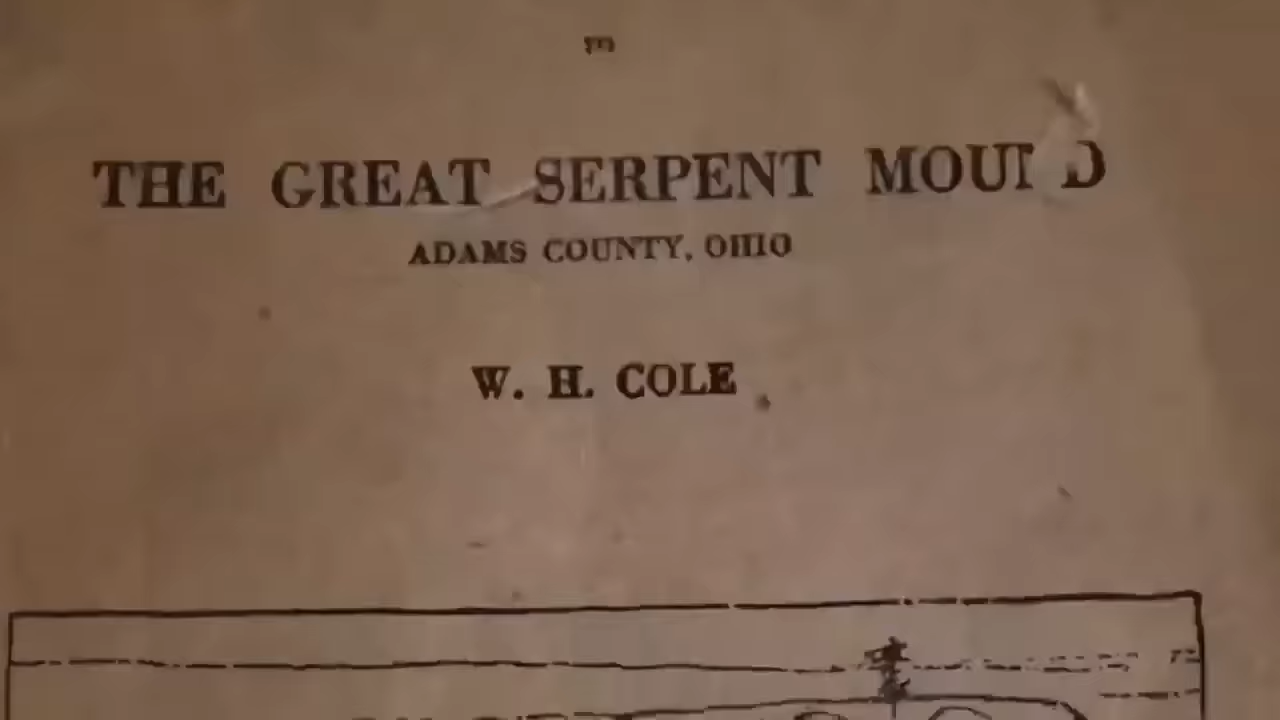 THE GREAT SERPENT MOUND
ADAMS COUNTY, OHIO
W. H. COLE